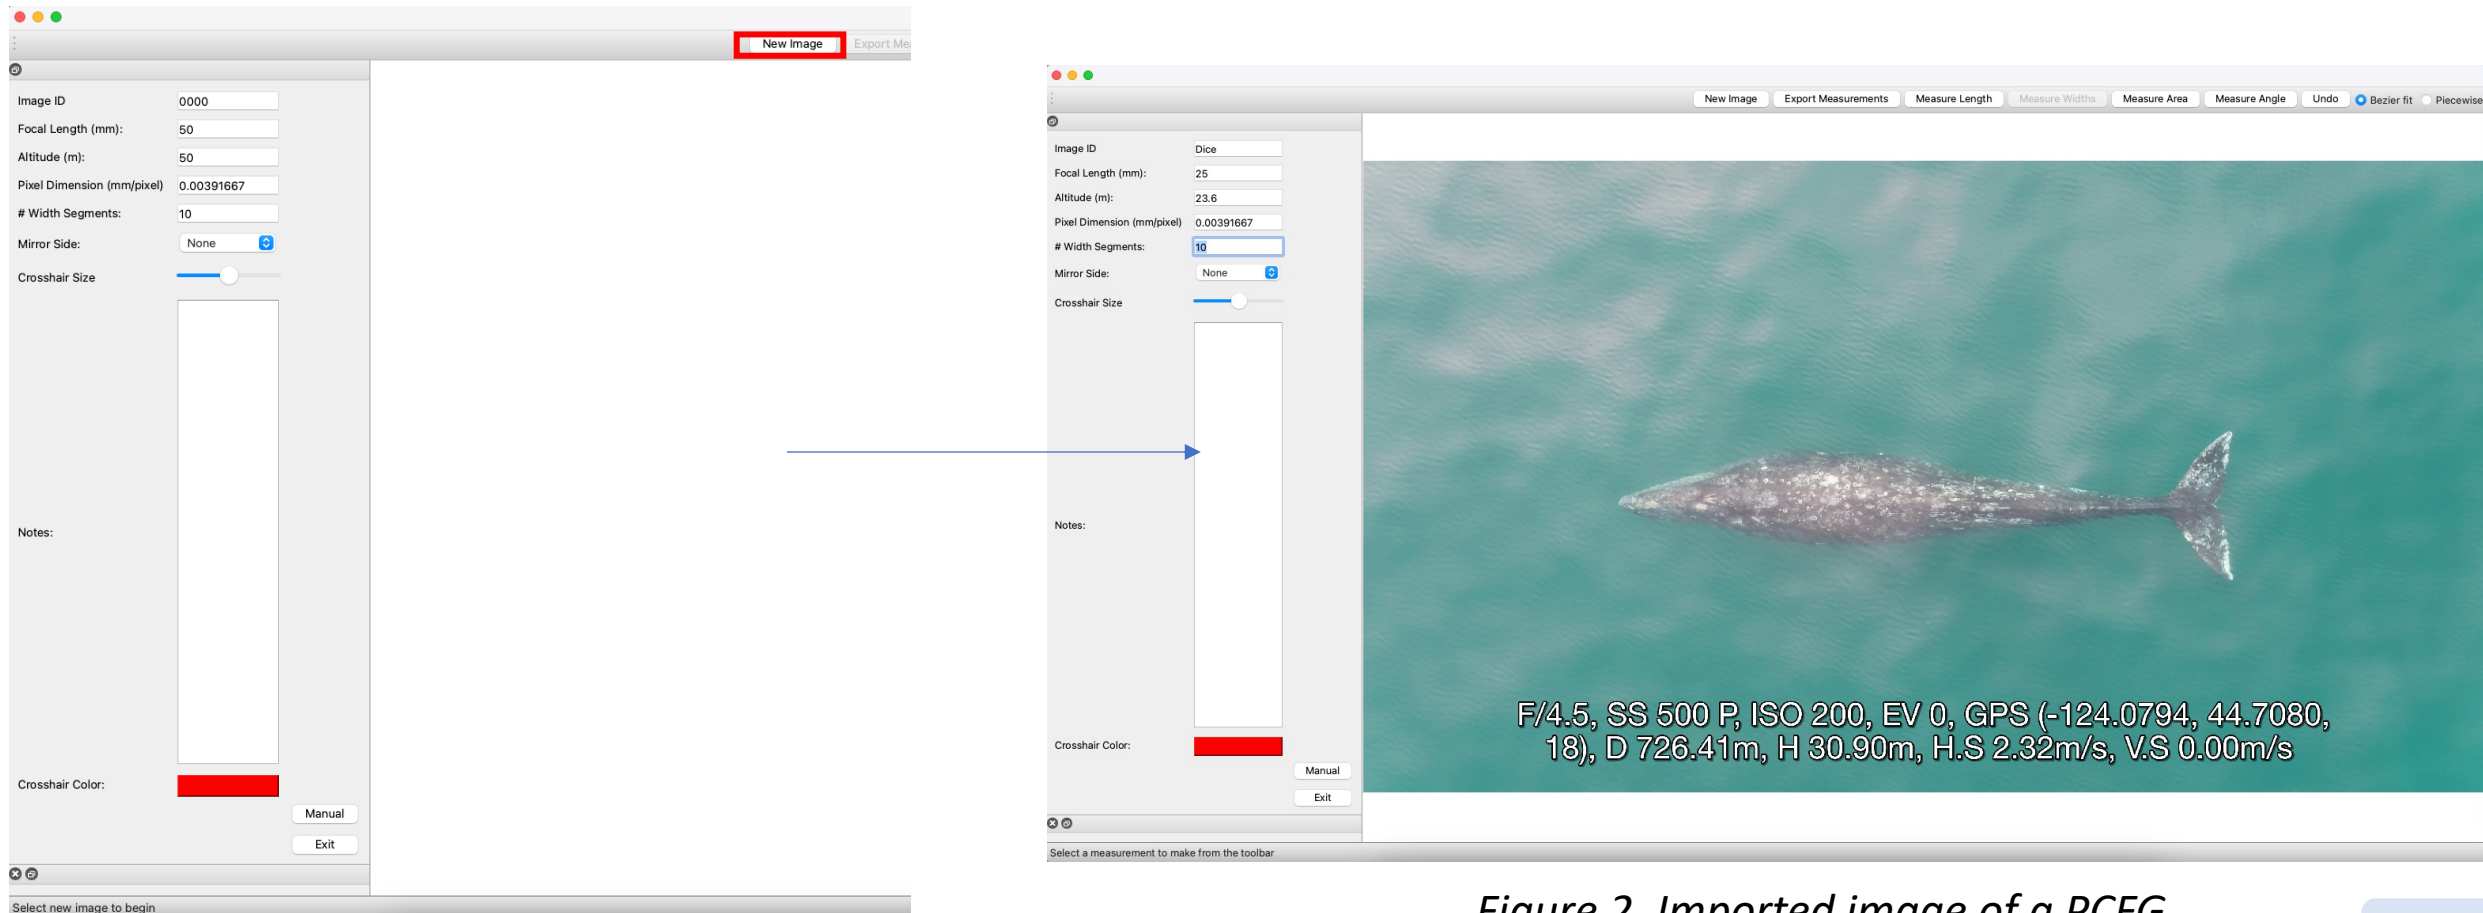 New Image
Export Mea
Image ID 0000
Focal Length (mm): 50
Altitude (m): 50
Pixel Dimension (mm/pixel) 0.00391667
# Width Segments: 10
Mirror Side: None
Crosshair Size
Notes:
Crosshair Color:
Manual
Exit
Select new image to begin
New Image Export Measurements Measure Length Measure Widths Measure Area Measure Angle Undo Bezier fit Piecewise
Image ID Dice
Focal Length (mm): 25
Altitude (m): 23.6
Pixel Dimension (mm/pixel) 0.00391667
# Width Segments: 10
Mirror Side: None
Crosshair Size
Notes:
F/4.5, SS 500 P, ISO 200, EV 0, GPS (-124.0794, 44.7080,
18), D 726.41m, H 30.90m, H.S 2.32m/s, V.S 0.00m/s
Crosshair Color:
Manual
Exit
Select a measurement to make from the toolbar
Figure 2. Imported image of a PCFG